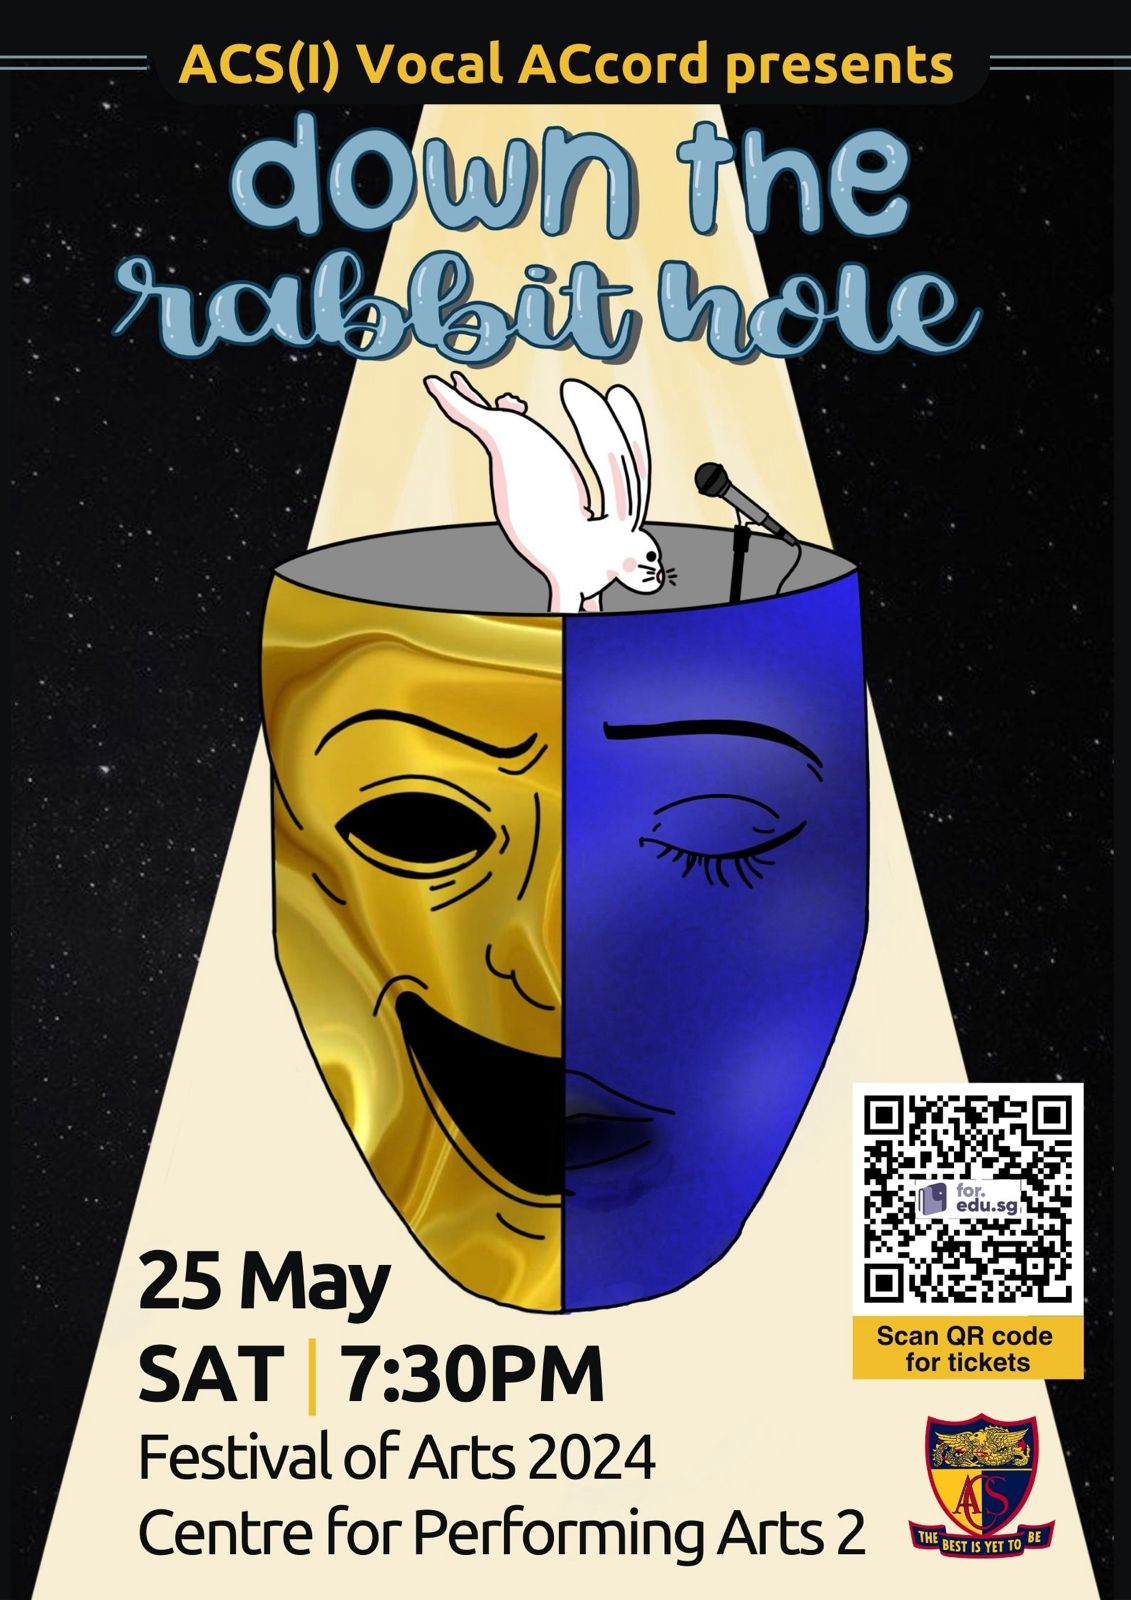 ACS(I) Vocal ACcord presents
down the
rabbit hole
for.
edu.sg
Scan QR code
for tickets
25 May
SAT | 7:30PM
Festival of Arts 2024
Centre for Performing Arts 2
ACS
THE BEST IS YET TO BE